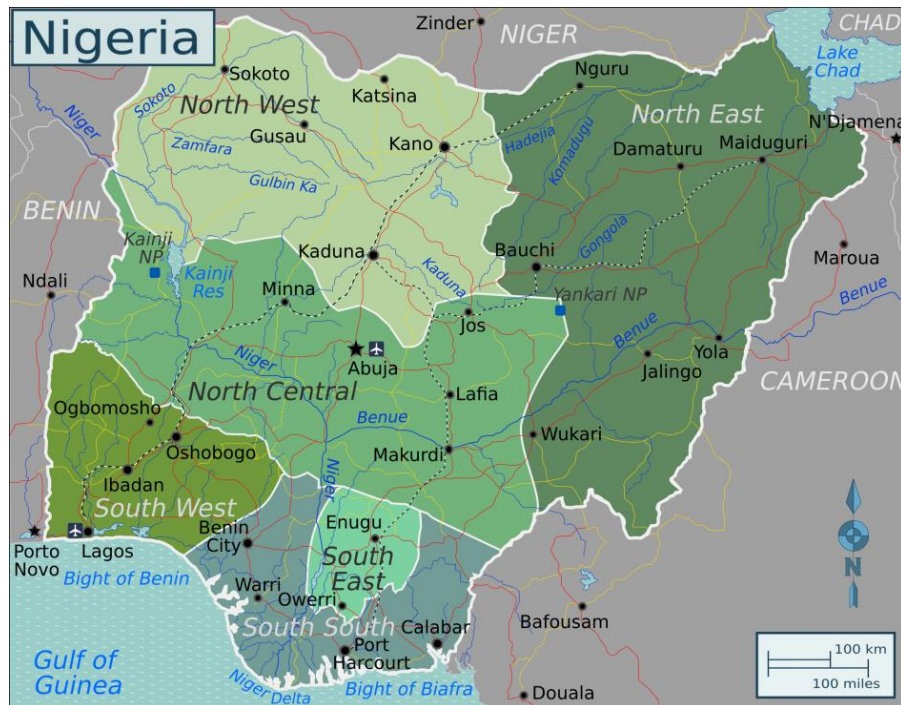 Nigeria
Zinder
NIGER
CHAD
Lake
Chad
Sokoto
Katsina
Nguru
North West
North East
Sokoto
Niger
Gusau
Kano
Hadejia
Komadugu
N'Djamena
Zamfara
Damaturu
Maiduguri
Gulbin Ka
BENIN
Kainji
NP
Kaduna
Bauchi
Gongola
Maroua
Ndali
Kainji
Res
Minna
Kaduna
Yankari NP
Benue
Jos
Benue
Niger
Abuja
Yola
Jalingo
CAMEROON
North Central
Lafia
Ogbomosho
Benue
Oshobogo
Makurdi
Wukari
Ibadan
Niger
South West
Benin
City
Enugu
Lagos
Porto
Novo
South
East
Bight of Benin
N
Warri
Owerri
South South
Calabar
Bafousam
Port
Harcourt
100 km
100 miles
Gulf of
Guinea
Niger
Delta
Bight of Biafra
Douala